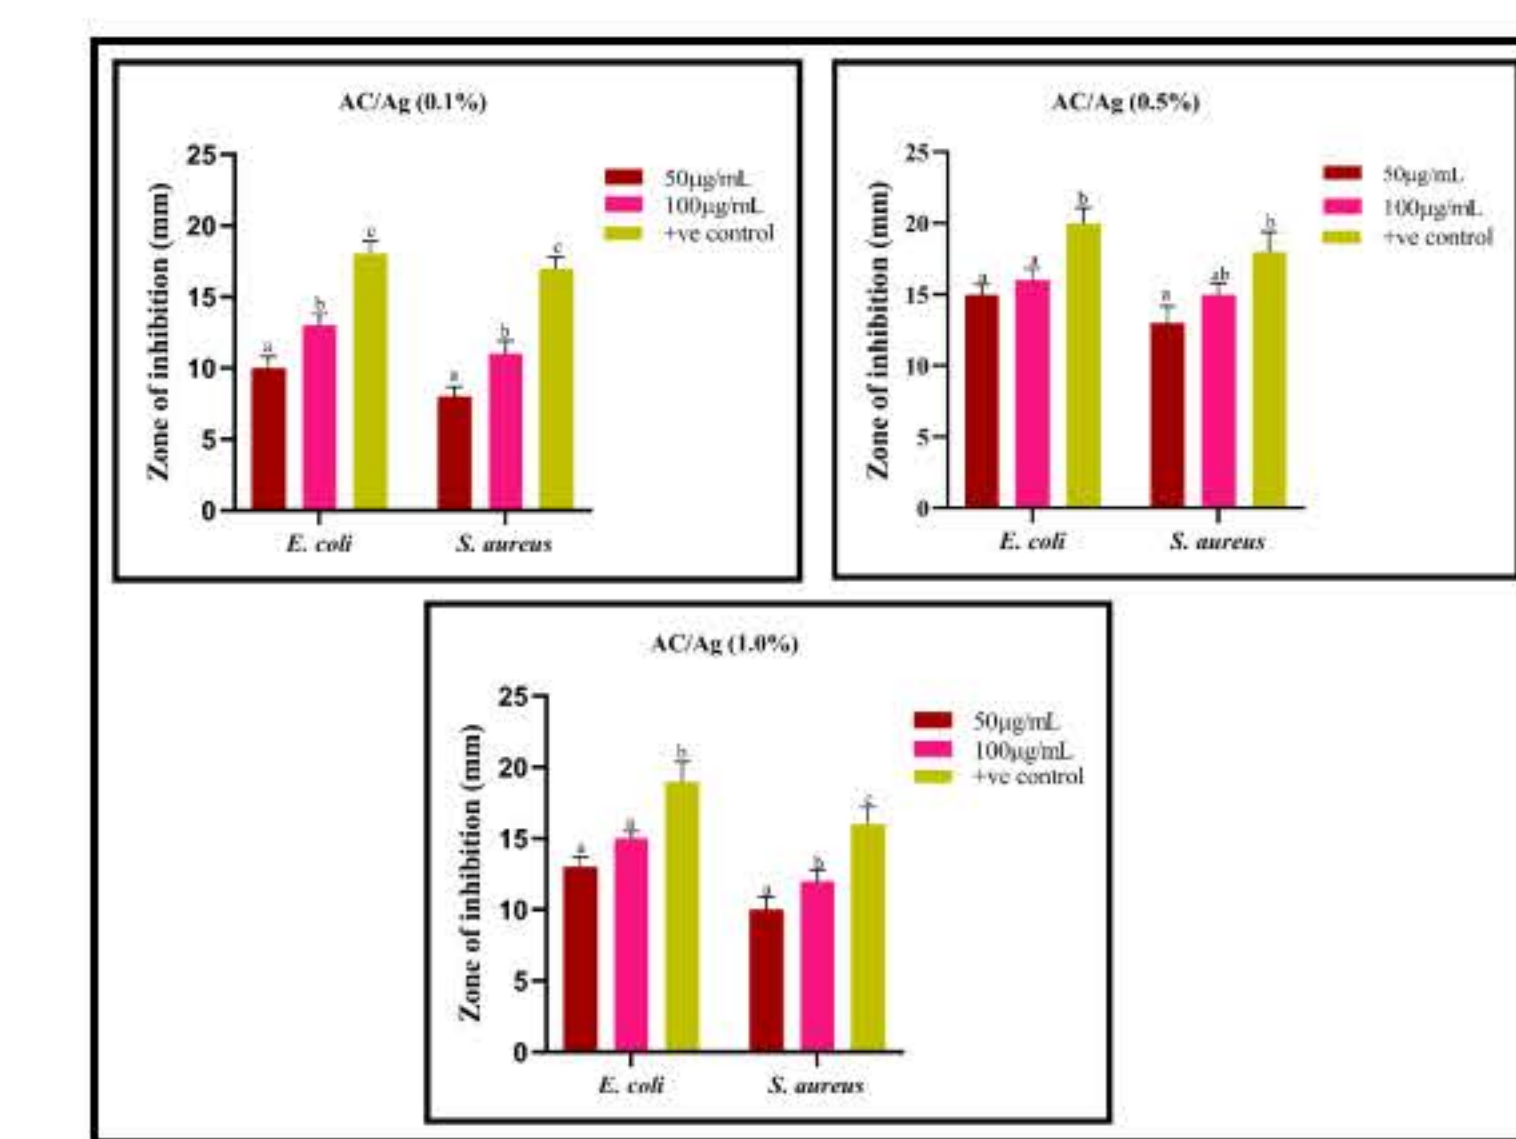 AC/Ag (0.1%)
Zone of inhibition (mm)
25
20
15
10
5
0
a
b
c
a
b
c
E. coli
S. aureus
50µg/mL
100µg/mL
+ve control
AC/Ag (0.5%)
Zone of inhibition (mm)
25
20
15
10
5
0
a
a
b
a
ab
b
E. coli
S. aureus
50µg/mL
100µg/mL
+ve control
AC/Ag (1.0%)
Zone of inhibition (mm)
25
20
15
10
5
0
a
a
b
a
b
c
E. coli
S. aureus
50µg/mL
100µg/mL
+ve control